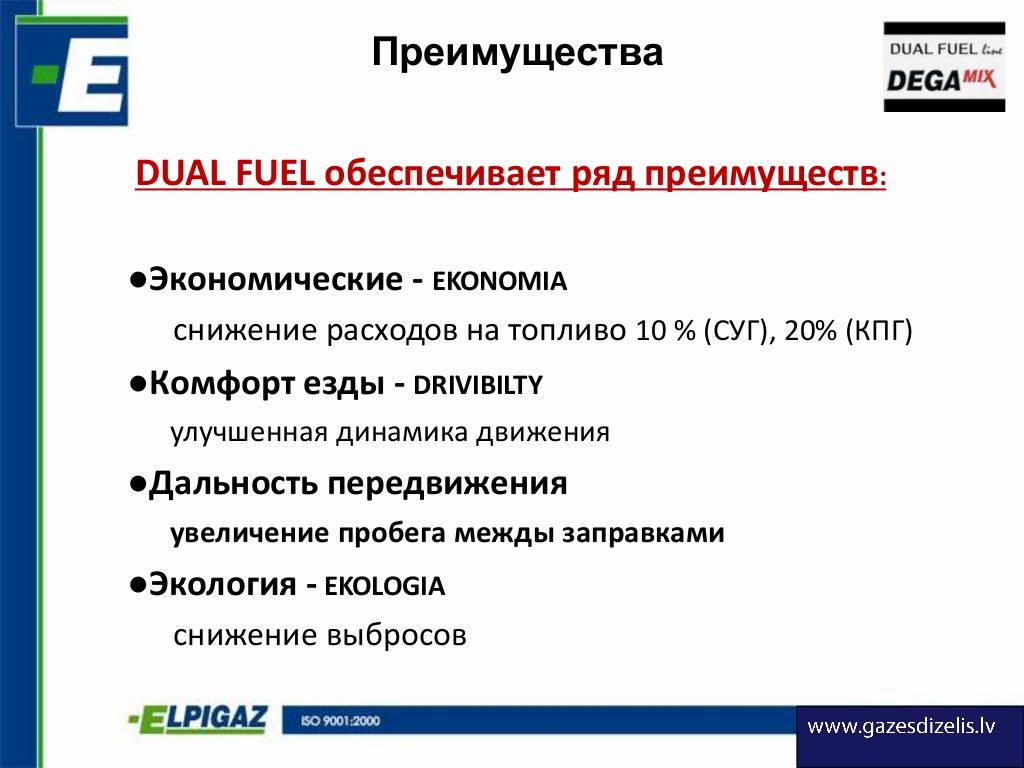 Преимущества
DUAL FUEL line
DEGAMIX
DUAL FUEL обеспечивает ряд преимуществ:
●Экономические - EKONOMIA
снижение расходов на топливо 10 % (СУГ), 20% (КПГ)
●Комфорт езды - DRIVIBILTY
улучшенная динамика движения
●Дальность передвижения
увеличение пробега межды заправками
●Экология - EKOLOGIA
снижение выбросов
ELPIGAZ ISO 9001:2000
www.gazesdizelis.lv